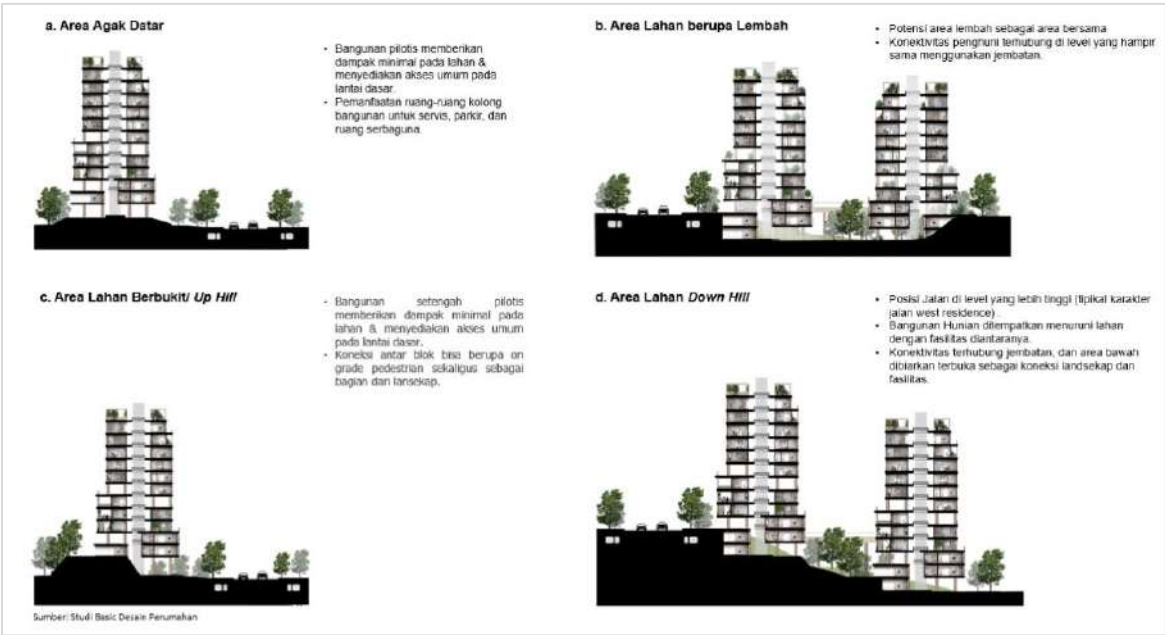 a. Area Agak Datar
- Bangunan pilotis memberikan
dampak minimal pada lahan &
menyediakan akses umum pada
lantai dasar.
- Pemanfaatan ruang-ruang kolong
bangunan untuk servis, parkir, dan
ruang serbaguna.
b. Area Lahan berupa Lembah
• Potensi area lembah sebagai area bersama
• Konektivitas penghuni terhubung di level yang hampir
sama menggunakan jembatan.
c. Area Lahan Berbukit/ Up Hill
- Bangunan setengah pilotis
memberikan dampak minimal pada
lahan & menyediakan akses umum
pada lantai dasar.
- Koneksi antar blok bisa berupa on
grade pedestrian sekaligus sebagai
bagian dari lansekap.
d. Area Lahan Down Hill
• Posisi Jalan di level yang lebih tinggi (tipikal karakter
jalan west residence) .
• Bangunan Hunian ditempatkan menuruni lahan
dengan fasilitas diantaranya.
• Konektivitas terhubung jembatan, dan area bawah
dibiarkan terbuka sebagai koneksi landsekap dan
fasilitas.
Sumber: Studi Basic Desain Perumahan